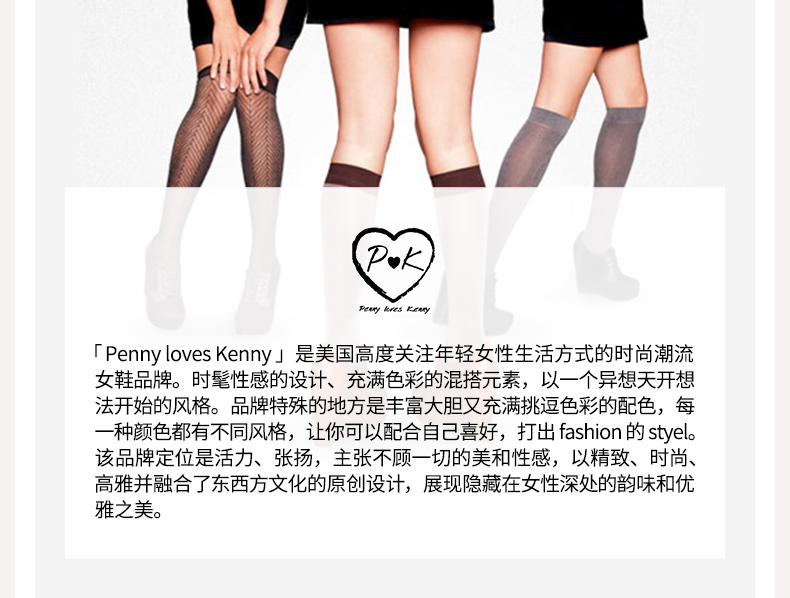 P♥K
Penny loves Kenny
「Penny loves Kenny」是美国高度关注年轻女性生活方式的时尚潮流
女鞋品牌。时髦性感的设计、充满色彩的混搭元素，以一个异想天开想
法开始的风格。品牌特殊的地方是丰富大胆又充满挑逗色彩的配色，每
一种颜色都有不同风格，让你可以配合自己喜好，打出 fashion 的 styel。
该品牌定位是活力、张扬，主张不顾一切的美和性感，以精致、时尚、
高雅并融合了东西方文化的原创设计，展现隐藏在女性深处的韵味和优
雅之美。